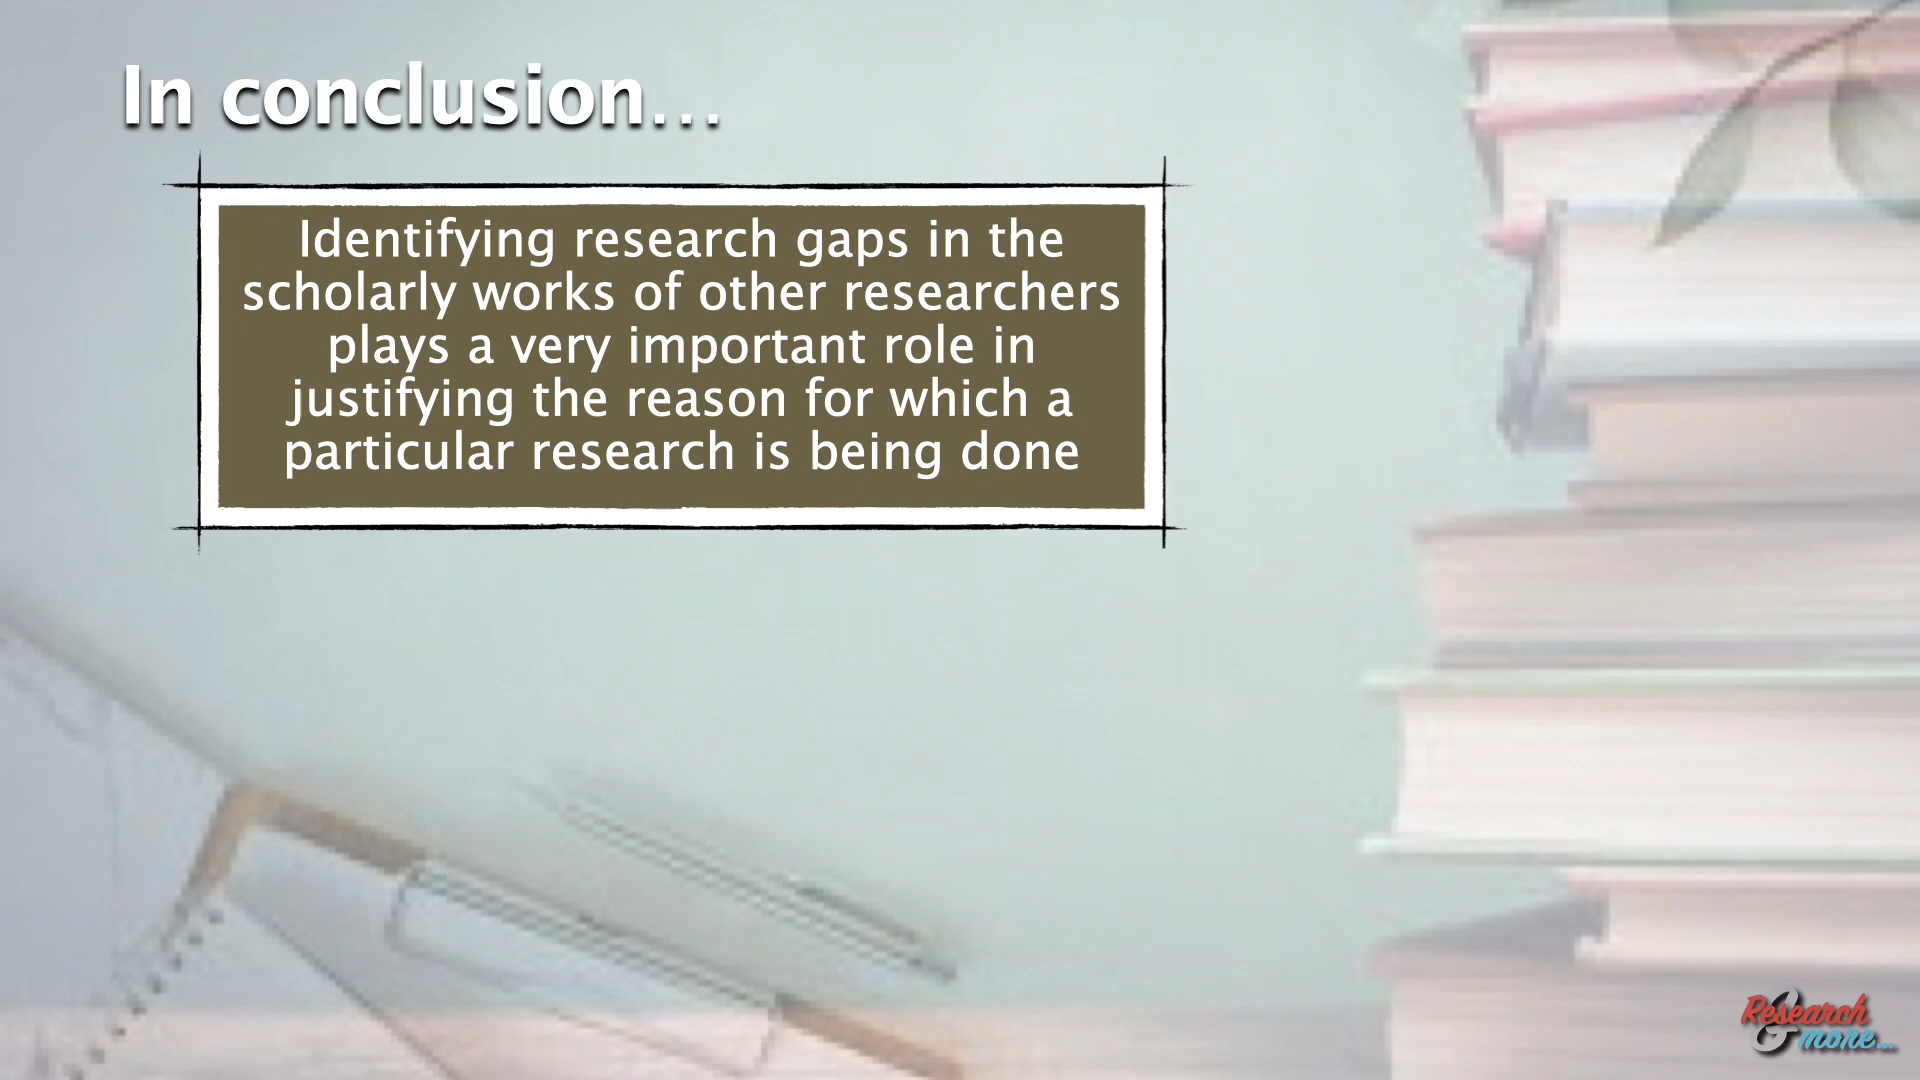 In conclusion…
Identifying research gaps in the
scholarly works of other researchers
plays a very important role in
justifying the reason for which a
particular research is being done
Research
& more...